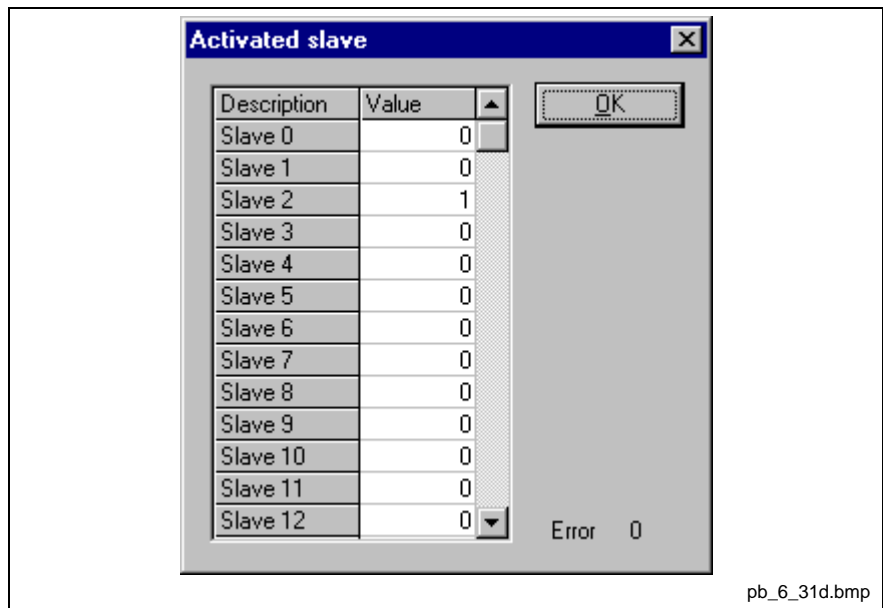 Activated slave
Description Value
OK
Slave 0 0
Slave 1 0
Slave 2 1
Slave 3 0
Slave 4 0
Slave 5 0
Slave 6 0
Slave 7 0
Slave 8 0
Slave 9 0
Slave 10 0
Slave 11 0
Slave 12 0
Error 0
pb_6_31d.bmp